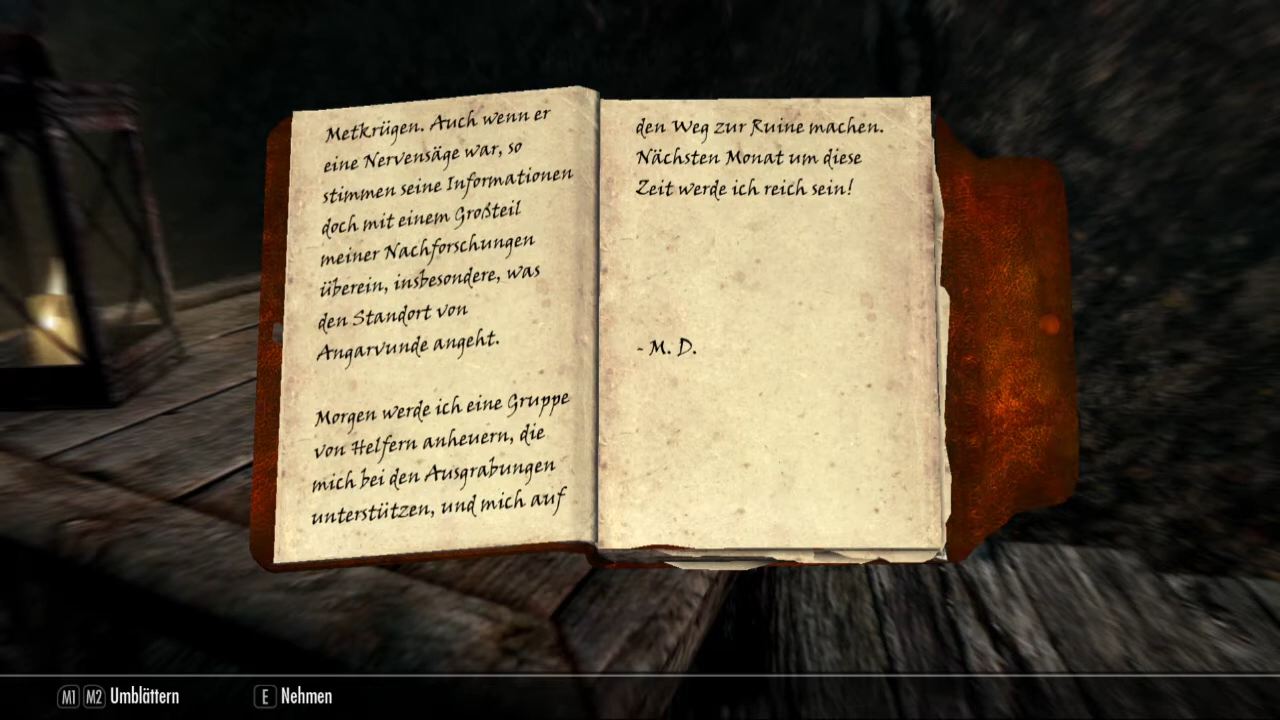 Metkrügen. Auch wenn er
eine Nervensäge war, so
stimmen seine Informationen
doch mit einem Großteil
meiner Nachforschungen
überein, insbesondere, was
den Standort von
Angarvunde angeht.
Morgen werde ich eine Gruppe
von Helfern anheuern, die
mich bei den Ausgrabungen
unterstützen, und mich auf
den Weg zur Ruine machen.
Nächsten Monat um diese
Zeit werde ich reich sein!
- M. D.
M1 M2 Umblättern E Nehmen